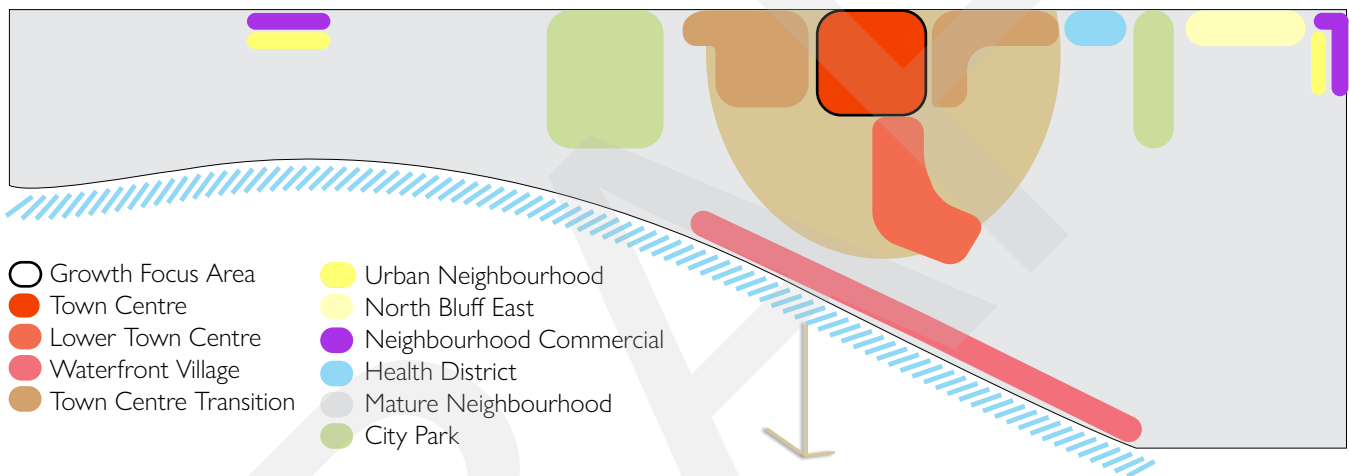 Growth Focus Area
Town Centre
Lower Town Centre
Waterfront Village
Town Centre Transition
Urban Neighbourhood
North Bluff East
Neighbourhood Commercial
Health District
Mature Neighbourhood
City Park